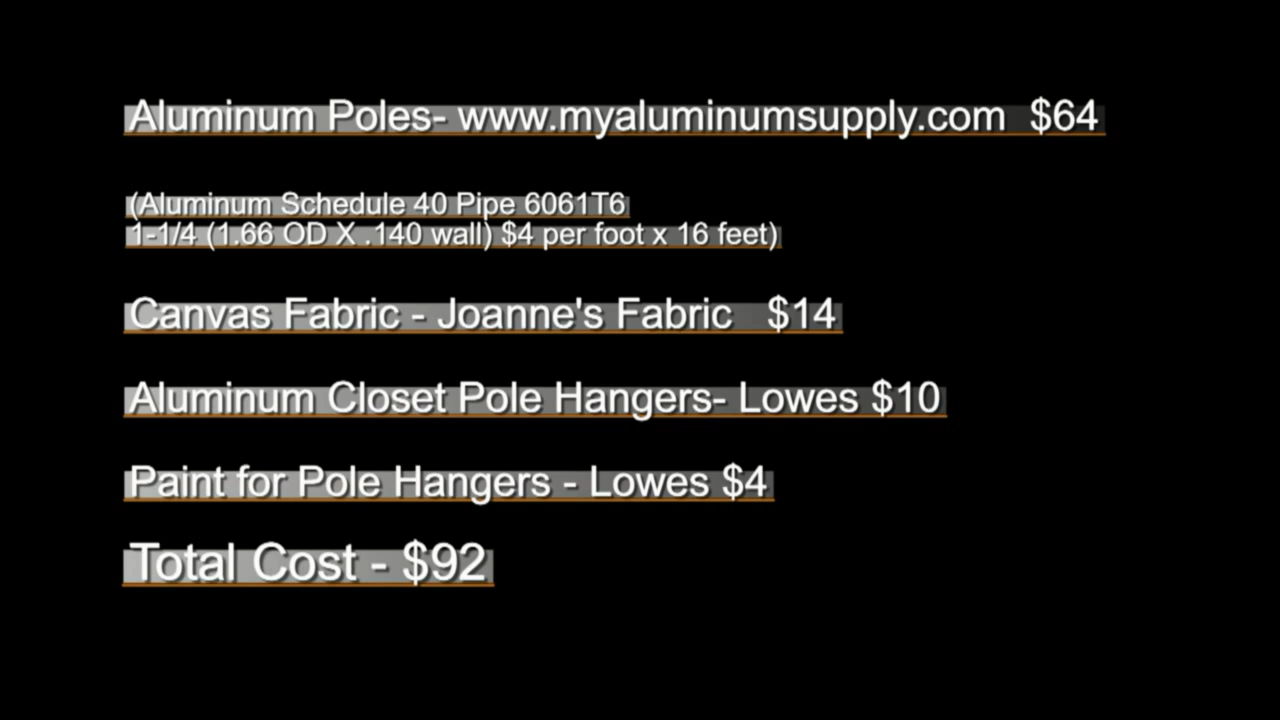 Aluminum Poles- www.myaluminumsupply.com $64
(Aluminum Schedule 40 Pipe 6061T6
1-1/4 (1.66 OD X .140 wall) $4 per foot x 16 feet)
Canvas Fabric - Joanne's Fabric $14
Aluminum Closet Pole Hangers- Lowes $10
Paint for Pole Hangers - Lowes $4
Total Cost - $92